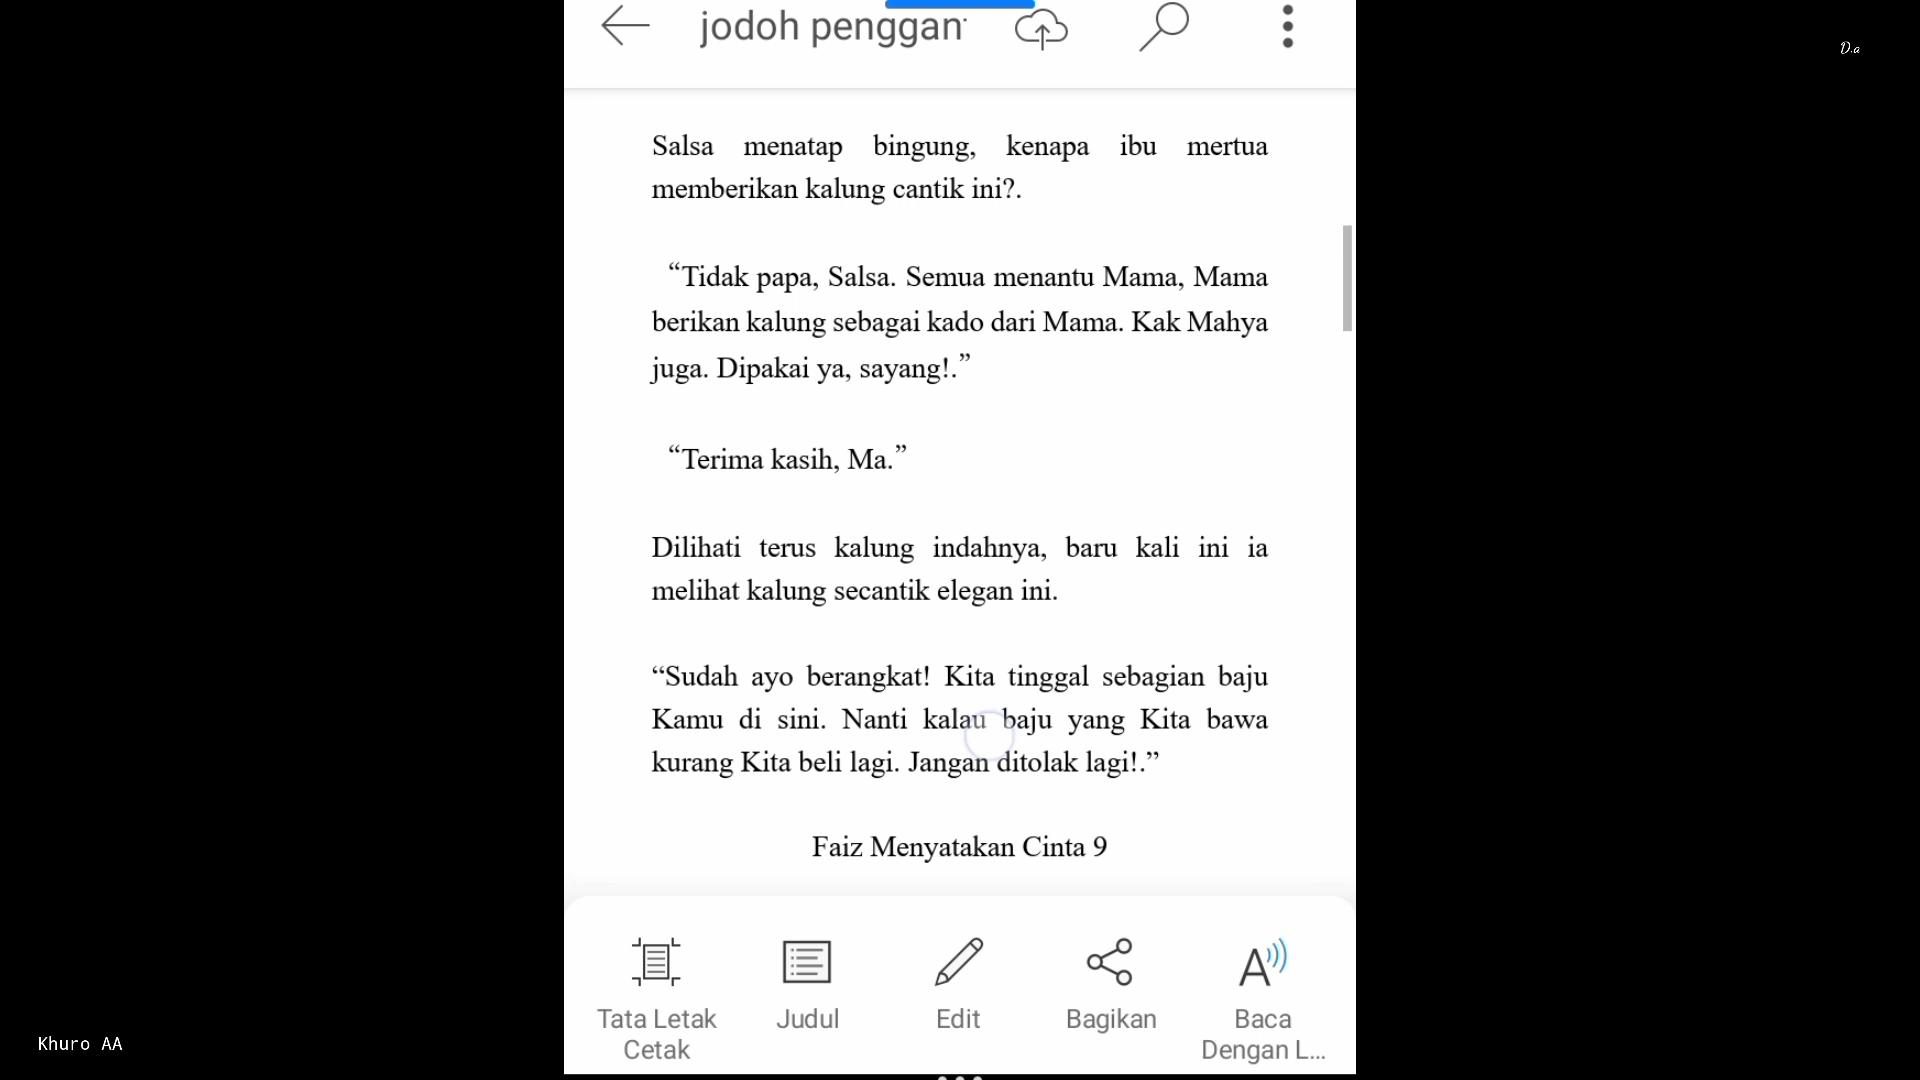 jodoh penggan
D.a
Salsa menatap bingung, kenapa ibu mertua
memberikan kalung cantik ini?.
“Tidak papa, Salsa. Semua menantu Mama, Mama
berikan kalung sebagai kado dari Mama. Kak Mahya
juga. Dipakai ya, sayang!.”
“Terima kasih, Ma.”
Dilihati terus kalung indahnya, baru kali ini ia
melihat kalung secantik elegan ini.
“Sudah ayo berangkat! Kita tinggal sebagian baju
Kamu di sini. Nanti kalau baju yang Kita bawa
kurang Kita beli lagi. Jangan ditolak lagi!.”
Faiz Menyatakan Cinta 9
Tata Letak
Cetak
Judul
Edit
Bagikan
Baca
Dengan L...
Khuro AA